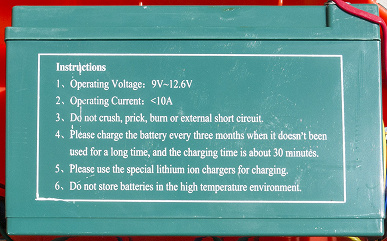 Instructions
1、Operating Voltage：9V~12.6V
2、Operating Current：<10A
3、Do not crush, prick, burn or external short circuit.
4、Please charge the battery every three months when it doesn't been
used for a long time, and the charging time is about 30 minutes.
5、Please use the special lithium ion chargers for charging.
6、Do not store batteries in the high temperature environment.